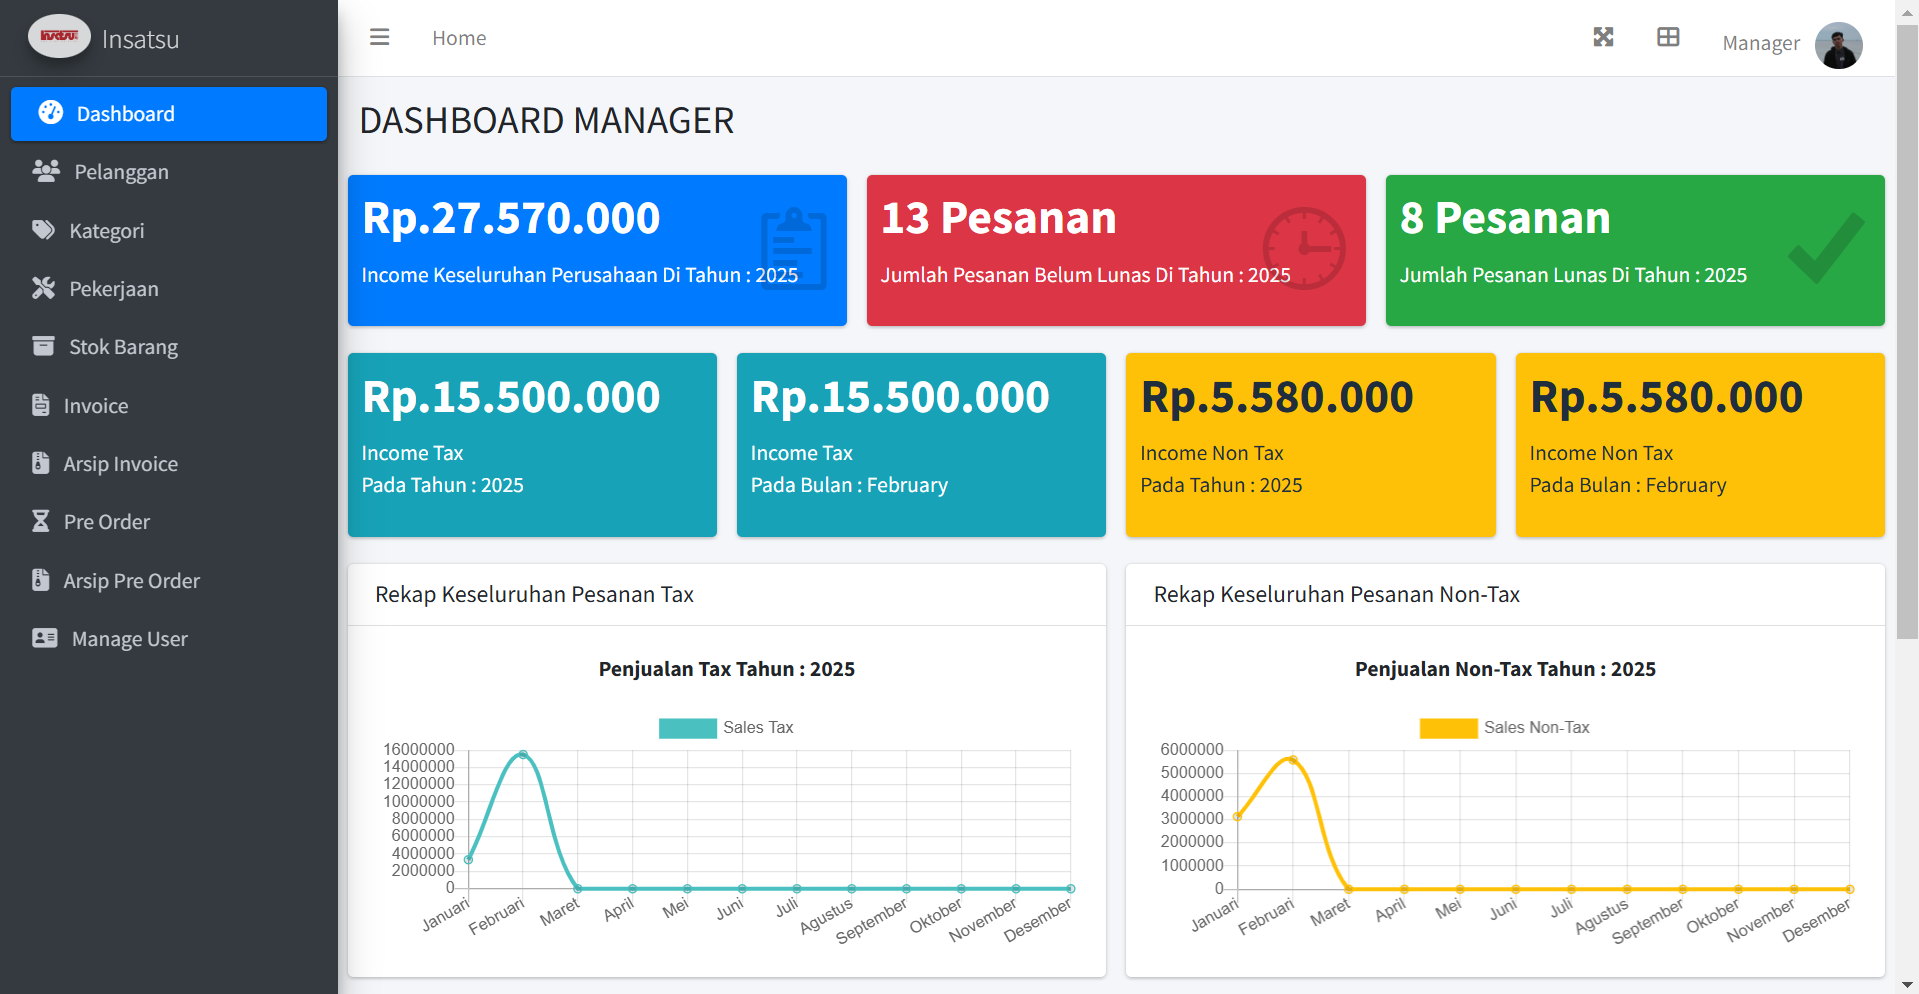 Insatsu
Home
Manager
Dashboard
Pelanggan
Kategori
Pekerjaan
Stok Barang
Invoice
Arsip Invoice
Pre Order
Arsip Pre Order
Manage User
DASHBOARD MANAGER
Rp.27.570.000
Income Keseluruhan Perusahaan Di Tahun : 2025
13 Pesanan
Jumlah Pesanan Belum Lunas Di Tahun : 2025
8 Pesanan
Jumlah Pesanan Lunas Di Tahun : 2025
Rp.15.500.000
Income Tax
Pada Tahun : 2025
Rp.15.500.000
Income Tax
Pada Bulan : February
Rp.5.580.000
Income Non Tax
Pada Tahun : 2025
Rp.5.580.000
Income Non Tax
Pada Bulan : February
Rekap Keseluruhan Pesanan Tax
Penjualan Tax Tahun : 2025
Sales Tax
16000000
14000000
12000000
10000000
8000000
6000000
4000000
2000000
0
Januari
Februari
Maret
April
Mei
Juni
Juli
Agustus
September
Oktober
November
Desember
Rekap Keseluruhan Pesanan Non-Tax
Penjualan Non-Tax Tahun : 2025
Sales Non-Tax
6000000
5000000
4000000
3000000
2000000
1000000
0
Januari
Februari
Maret
April
Mei
Juni
Juli
Agustus
September
Oktober
November
Desember